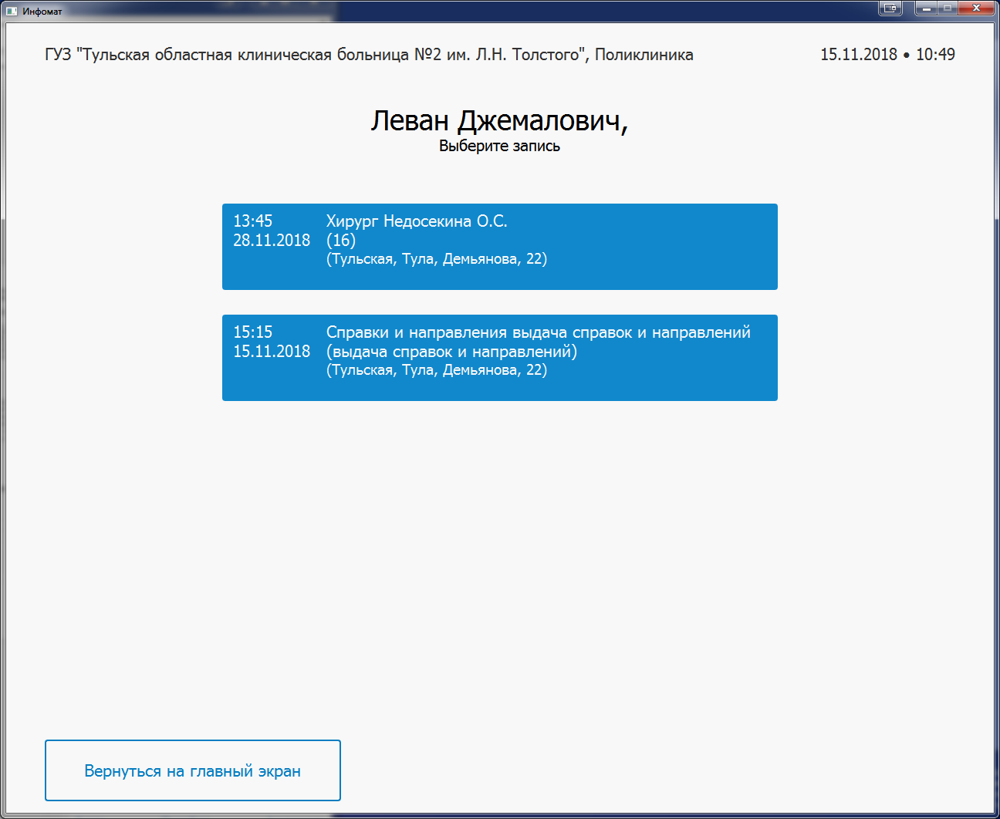 Инфомат
ГУЗ "Тульская областная клиническая больница №2 им. Л.Н. Толстого", Поликлиника
15.11.2018 • 10:49
Леван Джемалович,
Выберите запись
13:45 Хирург Недосекина О.С.
28.11.2018 (16)
(Тульская, Тула, Демьянова, 22)
15:15 Справки и направления выдача справок и направлений
15.11.2018 (выдача справок и направлений)
(Тульская, Тула, Демьянова, 22)
Вернуться на главный экран